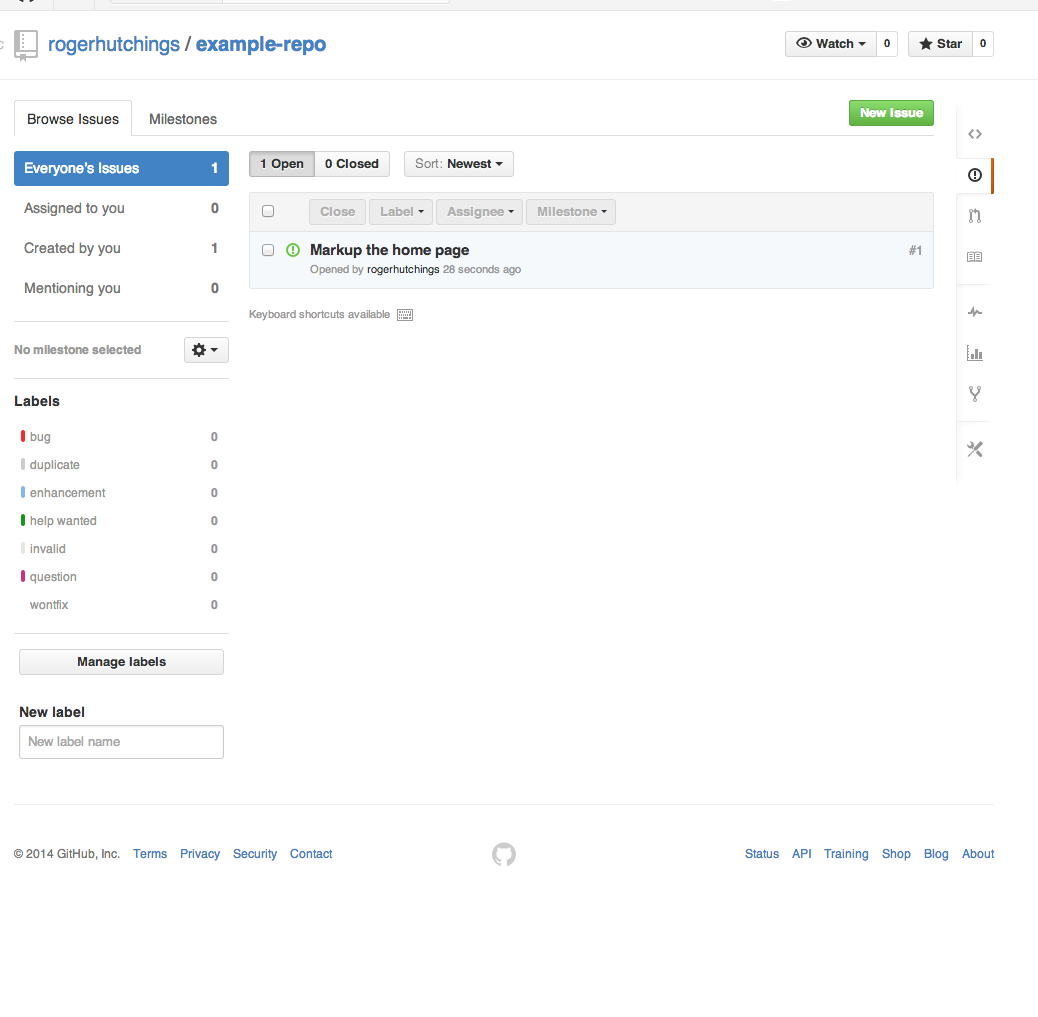 rogerhutchings / example-repo
Watch 0 Star 0
Browse Issues Milestones New Issue
Everyone's Issues 1
Assigned to you 0
Created by you 1
Mentioning you 0
No milestone selected
Labels
bug 0
duplicate 0
enhancement 0
help wanted 0
invalid 0
question 0
wontfix 0
Manage labels
New label
New label name
1 Open 0 Closed Sort: Newest
Close Label Assignee Milestone
Markup the home page #1
Opened by rogerhutchings 28 seconds ago
Keyboard shortcuts available
© 2014 GitHub, Inc. Terms Privacy Security Contact Status API Training Shop Blog About